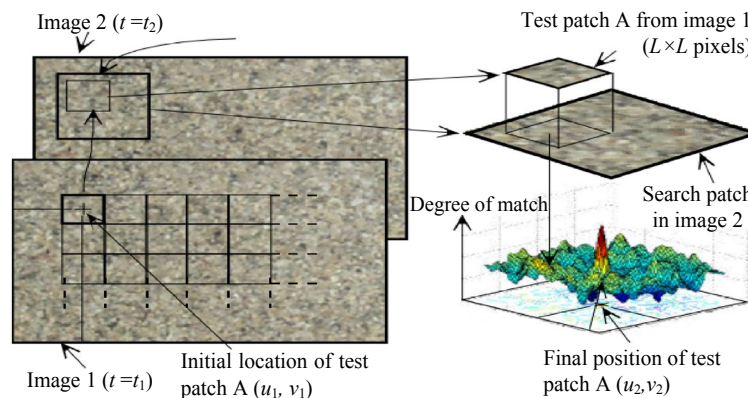 Image 2 (t=t₂)
Test patch A from image 1
(L×L pixels)
Degree of match
Search patch
in image 2
Initial location of test
patch A (u₁, v₁)
Image 1 (t=t₁)
Final position of test
patch A (u₂,v₂)